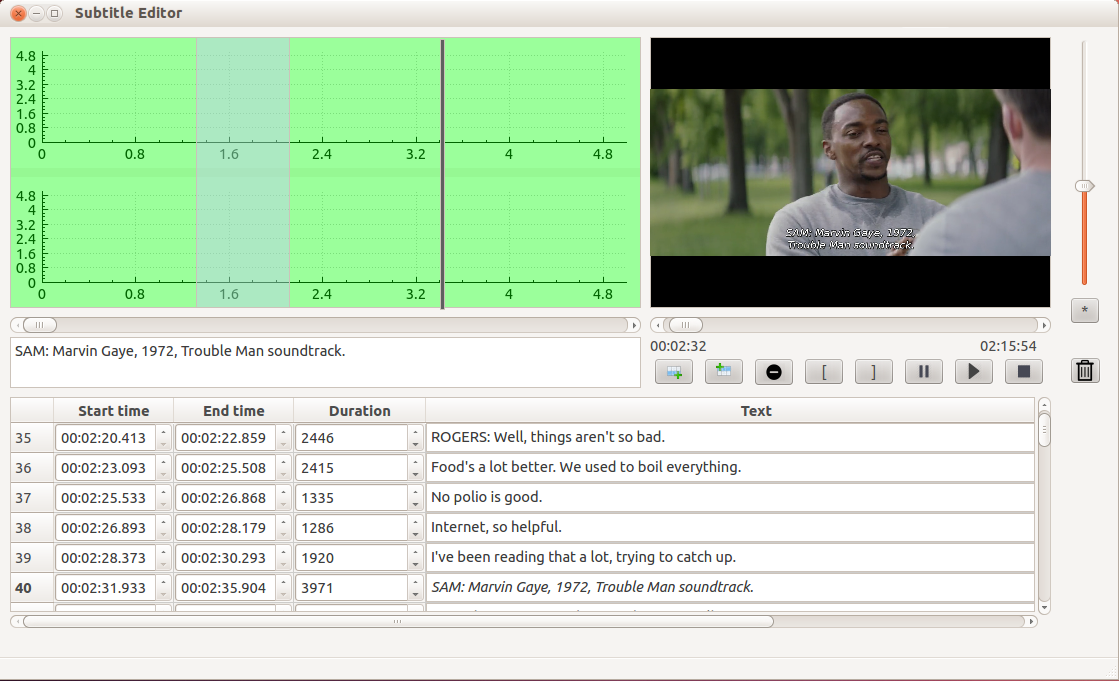 Subtitle Editor
4.8
4
3.2
2.4
1.6
0.8
0
0 0.8 1.6 2.4 3.2 4 4.8
4.8
4
3.2
2.4
1.6
0.8
0
0 0.8 1.6 2.4 3.2 4 4.8
SAM: Marvin Gaye, 1972,
Trouble Man soundtrack.
*
00:02:32 02:15:54
SAM: Marvin Gaye, 1972, Trouble Man soundtrack.
[ ]
Start time End time Duration Text
35 00:02:20.413 00:02:22.859 2446 ROGERS: Well, things aren't so bad.
36 00:02:23.093 00:02:25.508 2415 Food's a lot better. We used to boil everything.
37 00:02:25.533 00:02:26.868 1335 No polio is good.
38 00:02:26.893 00:02:28.179 1286 Internet, so helpful.
39 00:02:28.373 00:02:30.293 1920 I've been reading that a lot, trying to catch up.
40 00:02:31.933 00:02:35.904 3971 SAM: Marvin Gaye, 1972, Trouble Man soundtrack.